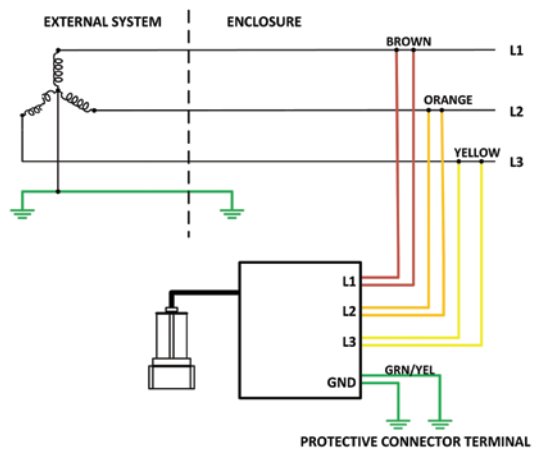 EXTERNAL SYSTEM
ENCLOSURE
BROWN
L1
ORANGE
L2
YELLOW
L3
L1
L2
L3
GRN/YEL
GND
PROTECTIVE CONNECTOR TERMINAL